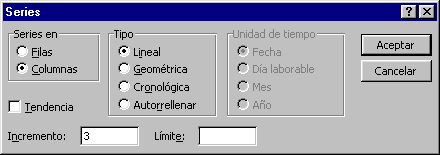 Series
Series en
Filas
Columnas
Tendencia
Tipo
Lineal
Geométrica
Cronológica
Autorrellenar
Unidad de tiempo
Fecha
Día laborable
Mes
Año
Aceptar
Cancelar
Incremento: 3
Límite: